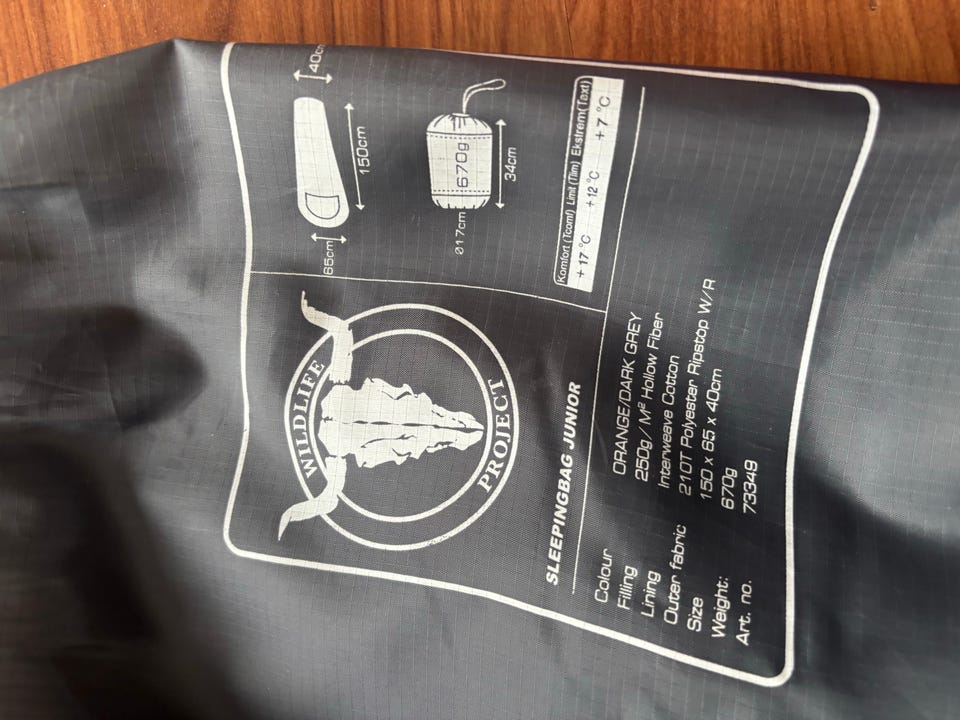 WILDLIFE
PROJECT
40cm
150cm
65cm
670g
34cm
Ø17cm
Komfort (Tcomf) Limit (Tlim) Ekstrem(Text)
+ 17 °C + 12 °C + 7 °C
SLEEPINGBAG JUNIOR
Colour ORANGE/DARK GREY
Filling 250g/ M² Hollow Fiber
Lining Interweave Cotton
Outer fabric 210T Polyester Ripstop W/R
Size 150 x 65 x 40cm
Weight: 670g
Art. no. 73349